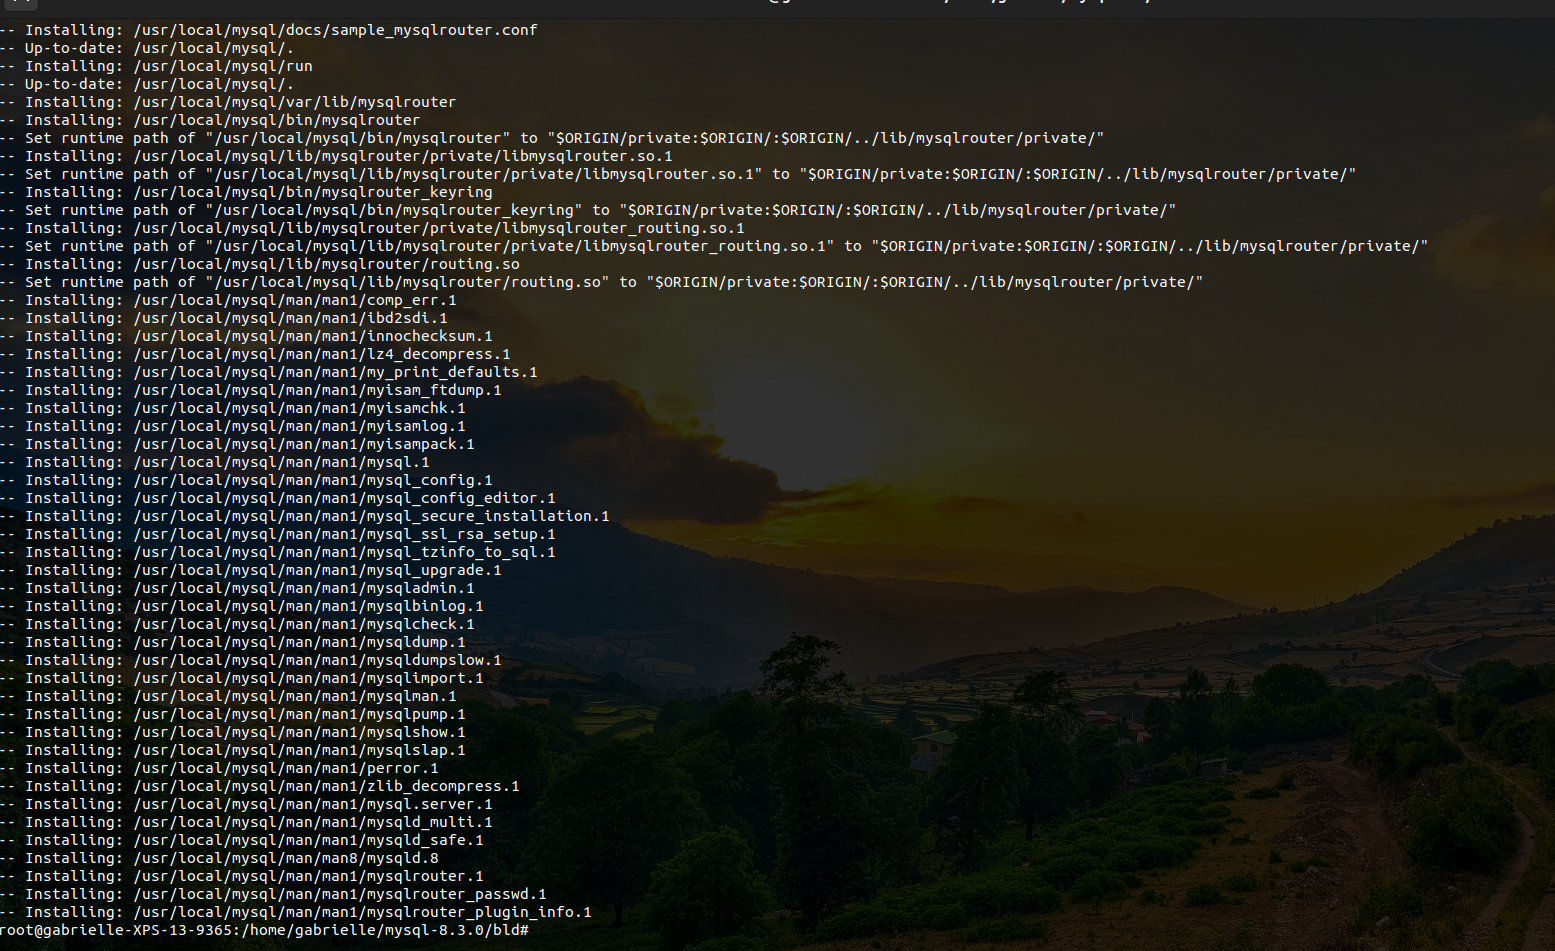 -- Installing: /usr/local/mysql/docs/sample_mysqlrouter.conf
-- Up-to-date: /usr/local/mysql/.
-- Installing: /usr/local/mysql/run
-- Up-to-date: /usr/local/mysql/.
-- Installing: /usr/local/mysql/var/lib/mysqlrouter
-- Installing: /usr/local/mysql/bin/mysqlrouter
-- Set runtime path of "/usr/local/mysql/bin/mysqlrouter" to "$ORIGIN/private:$ORIGIN/:$ORIGIN/../lib/mysqlrouter/private/"
-- Installing: /usr/local/mysql/lib/mysqlrouter/private/libmysqlrouter.so.1
-- Set runtime path of "/usr/local/mysql/lib/mysqlrouter/private/libmysqlrouter.so.1" to "$ORIGIN/private:$ORIGIN/:$ORIGIN/../lib/mysqlrouter/private/"
-- Installing: /usr/local/mysql/bin/mysqlrouter_keyring
-- Set runtime path of "/usr/local/mysql/bin/mysqlrouter_keyring" to "$ORIGIN/private:$ORIGIN/:$ORIGIN/../lib/mysqlrouter/private/"
-- Installing: /usr/local/mysql/lib/mysqlrouter/private/libmysqlrouter_routing.so.1
-- Set runtime path of "/usr/local/mysql/lib/mysqlrouter/private/libmysqlrouter_routing.so.1" to "$ORIGIN/private:$ORIGIN/:$ORIGIN/../lib/mysqlrouter/private/"
-- Installing: /usr/local/mysql/lib/mysqlrouter/routing.so
-- Set runtime path of "/usr/local/mysql/lib/mysqlrouter/routing.so" to "$ORIGIN/private:$ORIGIN/:$ORIGIN/../lib/mysqlrouter/private/"
-- Installing: /usr/local/mysql/man/man1/comp_err.1
-- Installing: /usr/local/mysql/man/man1/ibd2sdi.1
-- Installing: /usr/local/mysql/man/man1/innochecksum.1
-- Installing: /usr/local/mysql/man/man1/lz4_decompress.1
-- Installing: /usr/local/mysql/man/man1/my_print_defaults.1
-- Installing: /usr/local/mysql/man/man1/myisam_ftdump.1
-- Installing: /usr/local/mysql/man/man1/myisamchk.1
-- Installing: /usr/local/mysql/man/man1/myisamlog.1
-- Installing: /usr/local/mysql/man/man1/myisampack.1
-- Installing: /usr/local/mysql/man/man1/mysql.1
-- Installing: /usr/local/mysql/man/man1/mysql_config.1
-- Installing: /usr/local/mysql/man/man1/mysql_config_editor.1
-- Installing: /usr/local/mysql/man/man1/mysql_secure_installation.1
-- Installing: /usr/local/mysql/man/man1/mysql_ssl_rsa_setup.1
-- Installing: /usr/local/mysql/man/man1/mysql_tzinfo_to_sql.1
-- Installing: /usr/local/mysql/man/man1/mysql_upgrade.1
-- Installing: /usr/local/mysql/man/man1/mysqladmin.1
-- Installing: /usr/local/mysql/man/man1/mysqlbinlog.1
-- Installing: /usr/local/mysql/man/man1/mysqlcheck.1
-- Installing: /usr/local/mysql/man/man1/mysqldump.1
-- Installing: /usr/local/mysql/man/man1/mysqldumpslow.1
-- Installing: /usr/local/mysql/man/man1/mysqlimport.1
-- Installing: /usr/local/mysql/man/man1/mysqlman.1
-- Installing: /usr/local/mysql/man/man1/mysqlpump.1
-- Installing: /usr/local/mysql/man/man1/mysqlshow.1
-- Installing: /usr/local/mysql/man/man1/mysqlslap.1
-- Installing: /usr/local/mysql/man/man1/perror.1
-- Installing: /usr/local/mysql/man/man1/zlib_decompress.1
-- Installing: /usr/local/mysql/man/man1/mysql.server.1
-- Installing: /usr/local/mysql/man/man1/mysqld_multi.1
-- Installing: /usr/local/mysql/man/man1/mysqld_safe.1
-- Installing: /usr/local/mysql/man/man8/mysqld.8
-- Installing: /usr/local/mysql/man/man1/mysqlrouter.1
-- Installing: /usr/local/mysql/man/man1/mysqlrouter_passwd.1
-- Installing: /usr/local/mysql/man/man1/mysqlrouter_plugin_info.1
root@gabrielle-XPS-13-9365:/home/gabrielle/mysql-8.3.0/bld#